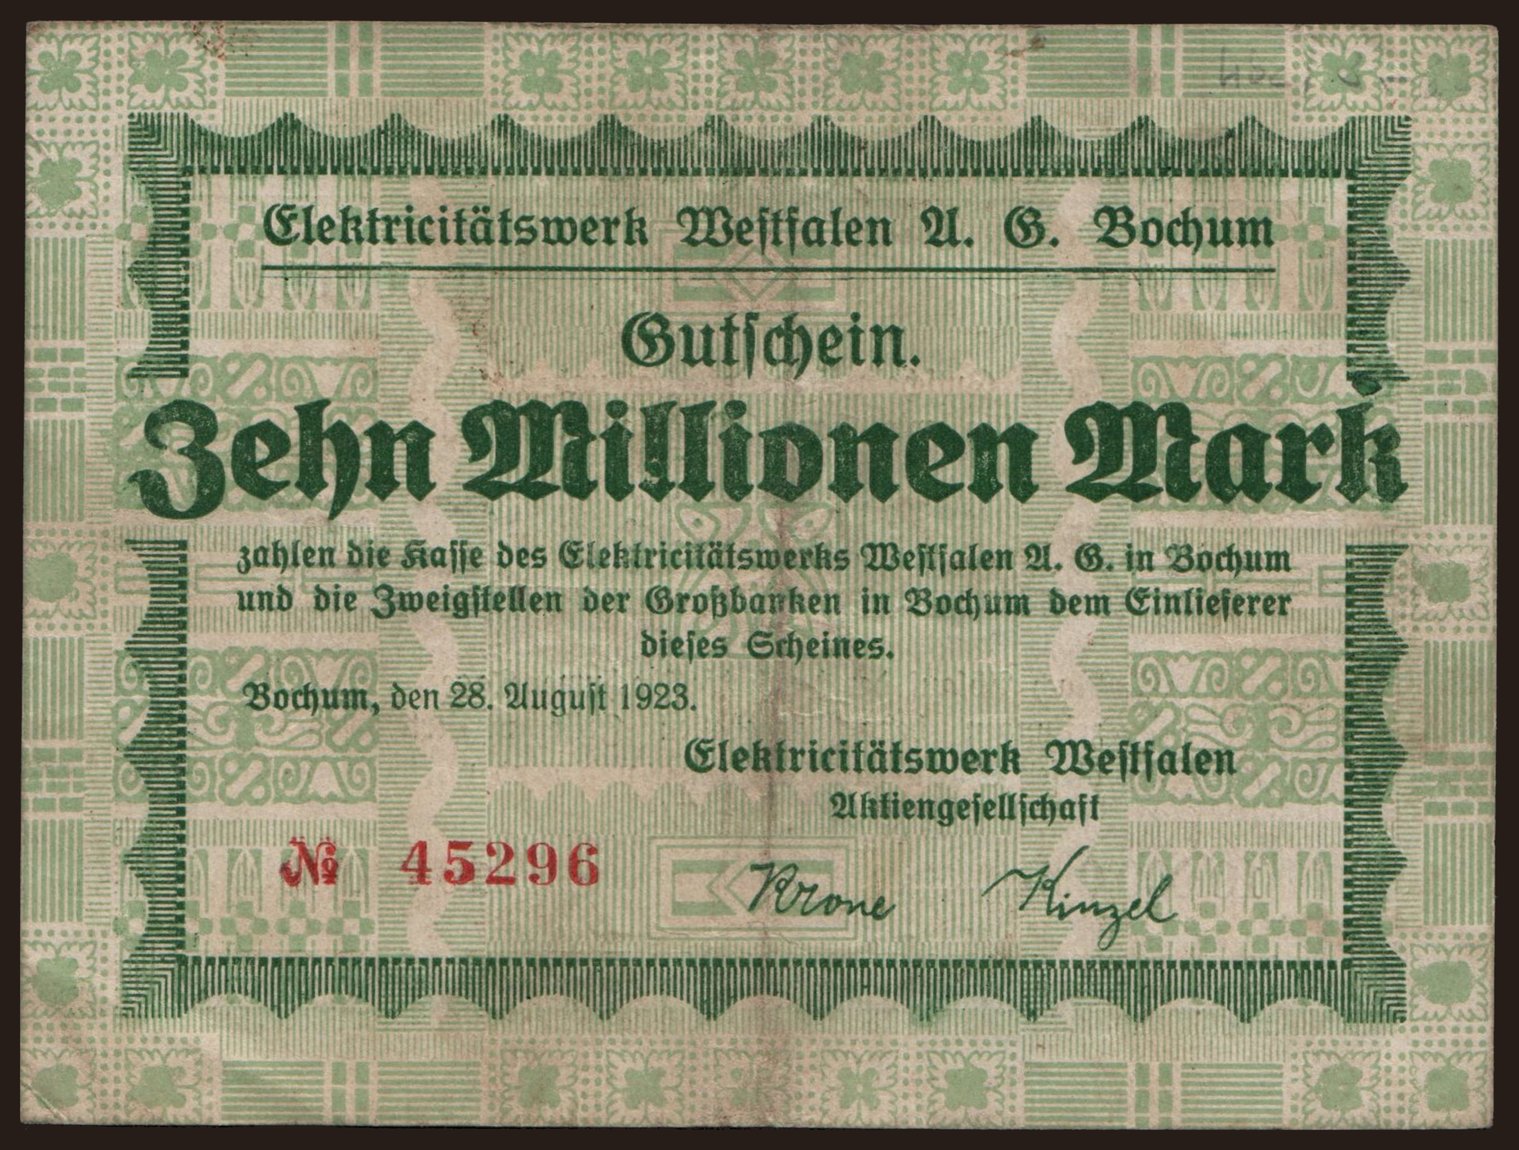 Elektricitätswerk Westfalen A. G. Bochum
Gutschein.
Zehn Millionen Mark
zahlen die Kasse des Elektricitätswerks Westfalen A. G. in Bochum
und die Zweigstellen der Großbanken in Bochum dem Einlieferer
dieses Scheines.
Bochum, den 28. August 1923.
Elektricitätswerk Westfalen
Aktiengesellschaft
№ 45296
Krone Kinzel